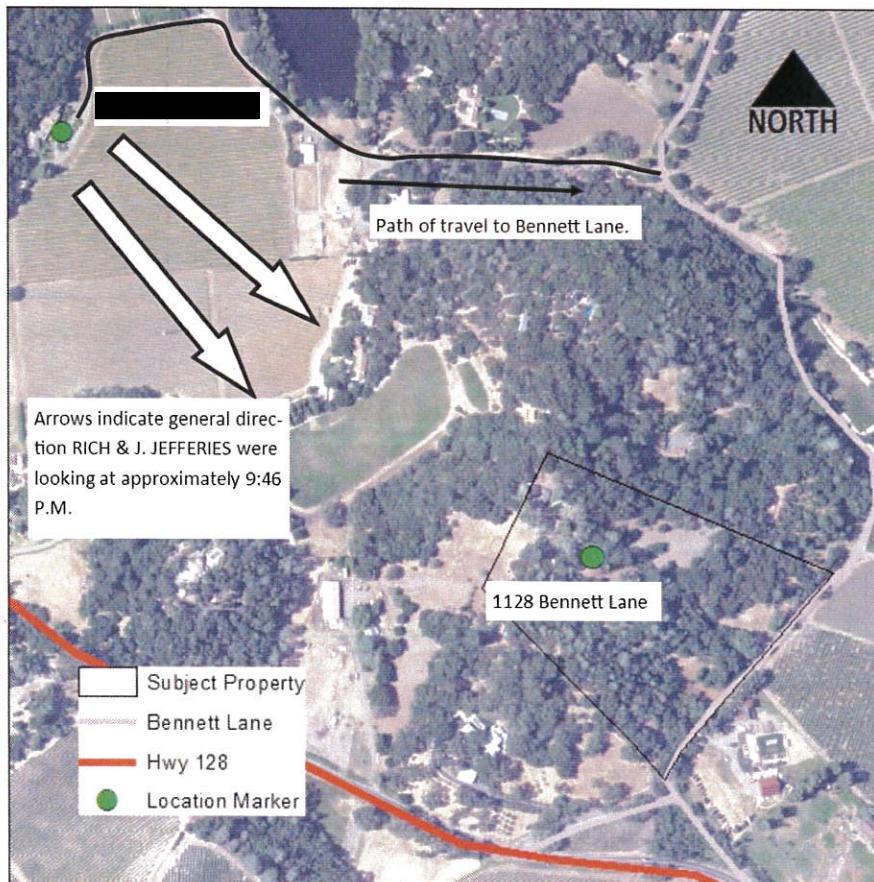 NORTH
Path of travel to Bennett Lane.
Arrows indicate general direc-
tion RICH & J. JEFFERIES were
looking at approximately 9:46
P.M.
1128 Bennett Lane
Subject Property
Bennett Lane
Hwy 128
Location Marker